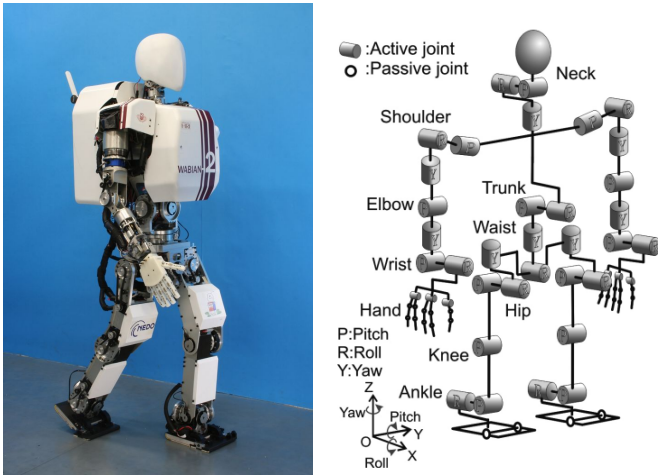 WABIAN-2
NEDO
:Active joint
:Passive joint
Neck
Shoulder
Trunk
Elbow
Waist
Wrist
Hand
Hip
P:Pitch
R:Roll
Y:Yaw
Knee
Ankle
Z
Yaw
Pitch
O
Y
X
Roll